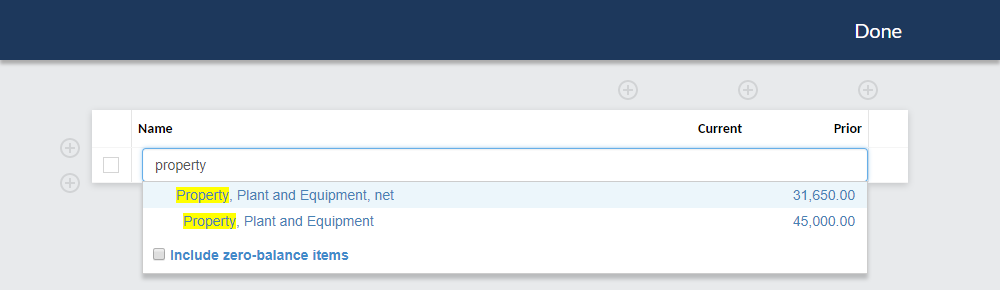 Done
Name Current Prior
property
Property, Plant and Equipment, net 31,650.00
Property, Plant and Equipment 45,000.00
Include zero-balance items